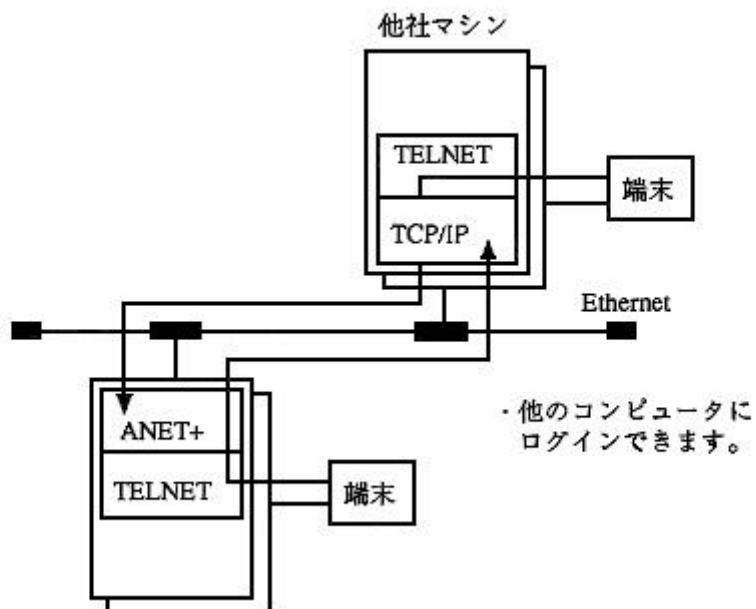 他社マシン
TELNET
端末
TCP/IP
Ethernet
ANET+
・他のコンピュータに
ログインできます。
TELNET
端末